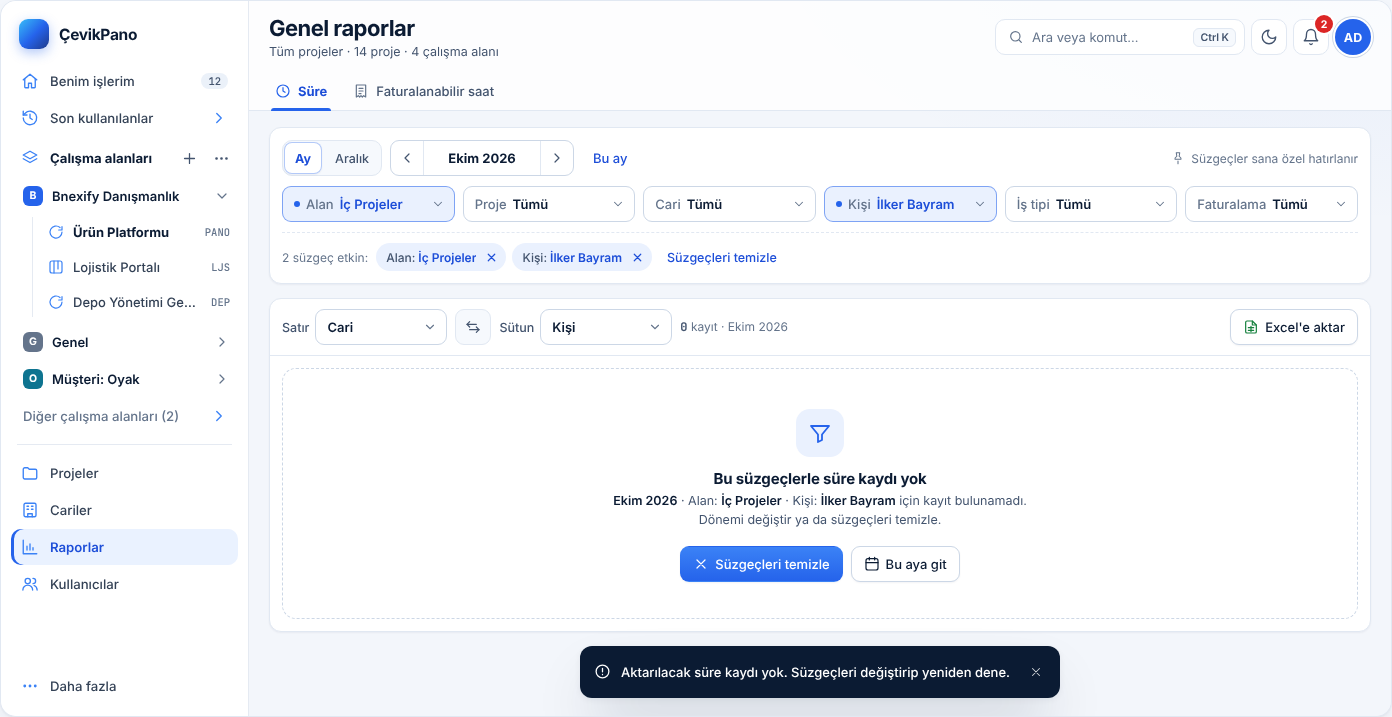 ÇevikPano
Benim işlerim 12
Son kullanılanlar
Çalışma alanları
B Bnexify Danışmanlık
Ürün Platformu PANO
Lojistik Portalı LJS
Depo Yönetimi Ge... DEP
G Genel
O Müşteri: Oyak
Diğer çalışma alanları (2)
Projeler
Cariler
Raporlar
Kullanıcılar
Daha fazla
Genel raporlar
Tüm projeler · 14 proje · 4 çalışma alanı
Ara veya komut... Ctrl K
2
AD
Süre Faturalanabilir saat
Ay Aralık Ekim 2026 Bu ay Süzgeçler sana özel hatırlanır
Alan İç Projeler Proje Tümü Cari Tümü Kişi İlker Bayram İş tipi Tümü Faturalama Tümü
2 süzgeç etkin: Alan: İç Projeler Kişi: İlker Bayram Süzgeçleri temizle
Satır Cari Sütun Kişi 0 kayıt · Ekim 2026 Excel'e aktar
Bu süzgeçlerle süre kaydı yok
Ekim 2026 · Alan: İç Projeler · Kişi: İlker Bayram için kayıt bulunamadı.
Dönemi değiştir ya da süzgeçleri temizle.
Süzgeçleri temizle Bu aya git
Aktarılacak süre kaydı yok. Süzgeçleri değiştirip yeniden dene.